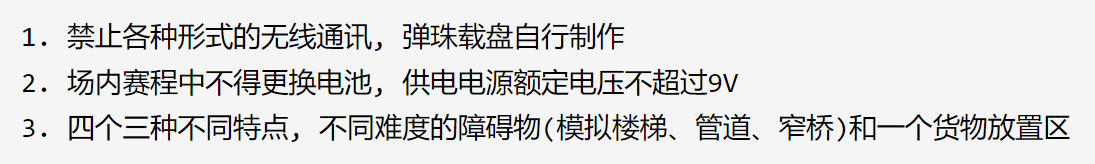 1. 禁止各种形式的无线通讯, 弹珠载盘自行制作
2. 场内赛程中不得更换电池, 供电电源额定电压不超过9V
3. 四个三种不同特点, 不同难度的障碍物(模拟楼梯、管道、窄桥)和一个货物放置区